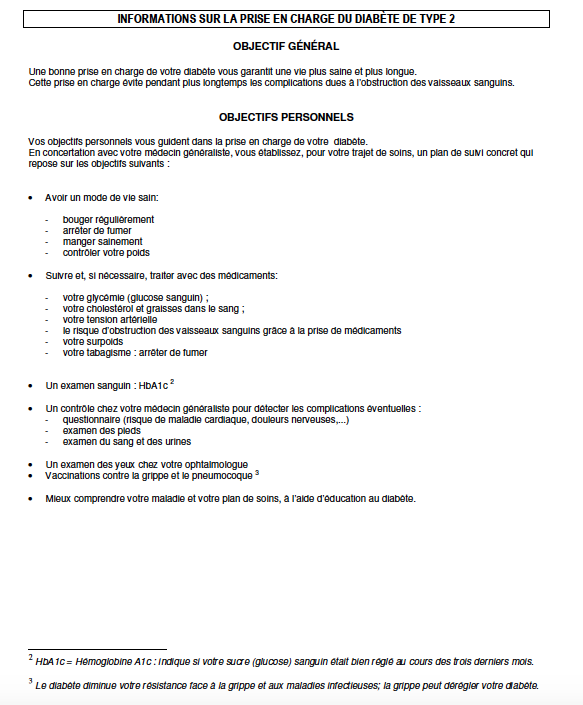 INFORMATIONS SUR LA PRISE EN CHARGE DU DIABÈTE DE TYPE 2
OBJECTIF GÉNÉRAL
Une bonne prise en charge de votre diabète vous garantit une vie plus saine et plus longue.
Cette prise en charge évite pendant plus longtemps les complications dues à l'obstruction des vaisseaux sanguins.
OBJECTIFS PERSONNELS
Vos objectifs personnels vous guident dans la prise en charge de votre diabète.
En concertation avec votre médecin généraliste, vous établissez, pour votre trajet de soins, un plan de suivi concret qui
repose sur les objectifs suivants :
• Avoir un mode de vie sain:
- bouger régulièrement
- arrêter de fumer
- manger sainement
- contrôler votre poids
• Suivre et, si nécessaire, traiter avec des médicaments:
- votre glycémie (glucose sanguin) ;
- votre cholestérol et graisses dans le sang ;
- votre tension artérielle
- le risque d'obstruction des vaisseaux sanguins grâce à la prise de médicaments
- votre surpoids
- votre tabagisme : arrêter de fumer
• Un examen sanguin : HbA1c 2
• Un contrôle chez votre médecin généraliste pour détecter les complications éventuelles :
- questionnaire (risque de maladie cardiaque, douleurs nerveuses,...)
- examen des pieds
- examen du sang et des urines
• Un examen des yeux chez votre ophtalmologue
• Vaccinations contre la grippe et le pneumocoque 3
• Mieux comprendre votre maladie et votre plan de soins, à l'aide d'éducation au diabète.
2 HbA1c = Hémoglobine A1c : indique si votre sucre (glucose) sanguin était bien réglé au cours des trois derniers mois.
3 Le diabète diminue votre résistance face à la grippe et aux maladies infectieuses; la grippe peut dérégler votre diabète.